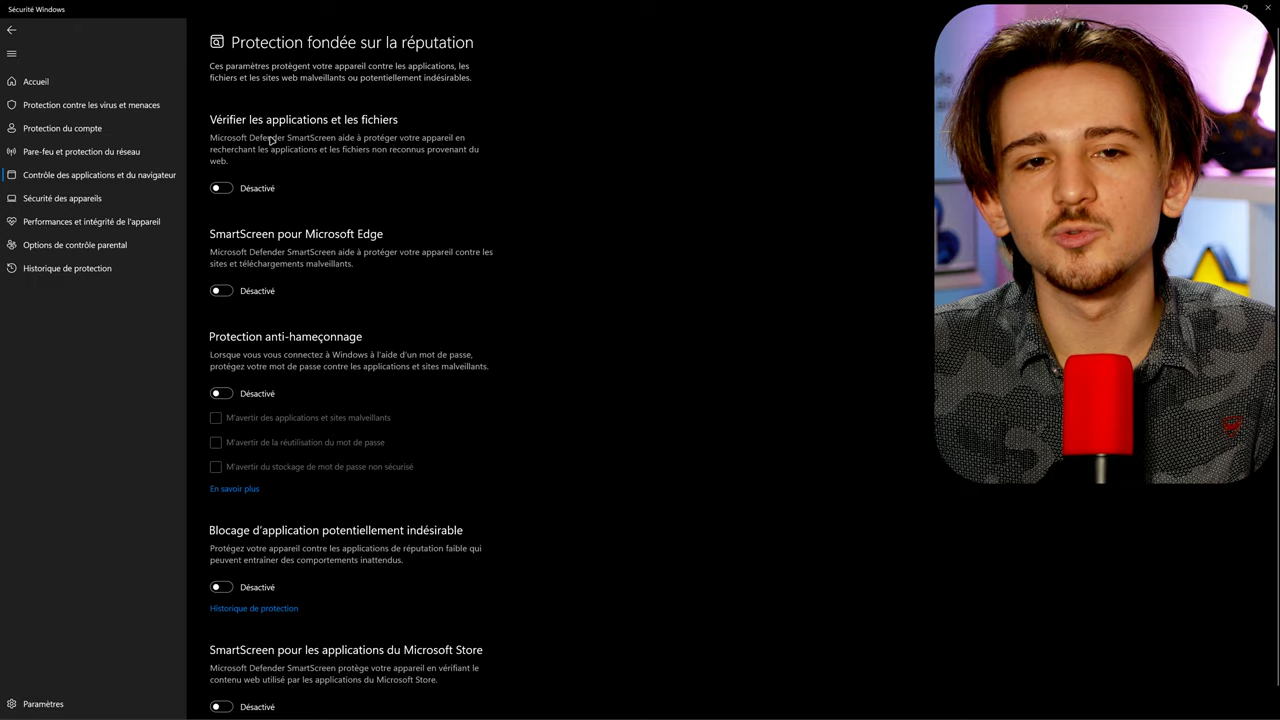 Sécurité Windows
Accueil
Protection contre les virus et menaces
Protection du compte
Pare-feu et protection du réseau
Contrôle des applications et du navigateur
Sécurité des appareils
Performances et intégrité de l'appareil
Options de contrôle parental
Historique de protection
Paramètres
Protection fondée sur la réputation
Ces paramètres protègent votre appareil contre les applications, les
fichiers et les sites web malveillants ou potentiellement indésirables.
Vérifier les applications et les fichiers
Microsoft Defender SmartScreen aide à protéger votre appareil en
recherchant les applications et les fichiers non reconnus provenant du
web.
Désactivé
SmartScreen pour Microsoft Edge
Microsoft Defender SmartScreen aide à protéger votre appareil contre les
sites et téléchargements malveillants.
Désactivé
Protection anti-hameçonnage
Lorsque vous vous connectez à Windows à l'aide d'un mot de passe,
protégez votre mot de passe contre les applications et sites malveillants.
Désactivé
M'avertir des applications et sites malveillants
M'avertir de la réutilisation du mot de passe
M'avertir du stockage de mot de passe non sécurisé
En savoir plus
Blocage d'application potentiellement indésirable
Protégez votre appareil contre les applications de réputation faible qui
peuvent entraîner des comportements inattendus.
Désactivé
Historique de protection
SmartScreen pour les applications du Microsoft Store
Microsoft Defender SmartScreen protège votre appareil en vérifiant le
contenu web utilisé par les applications du Microsoft Store.
Désactivé